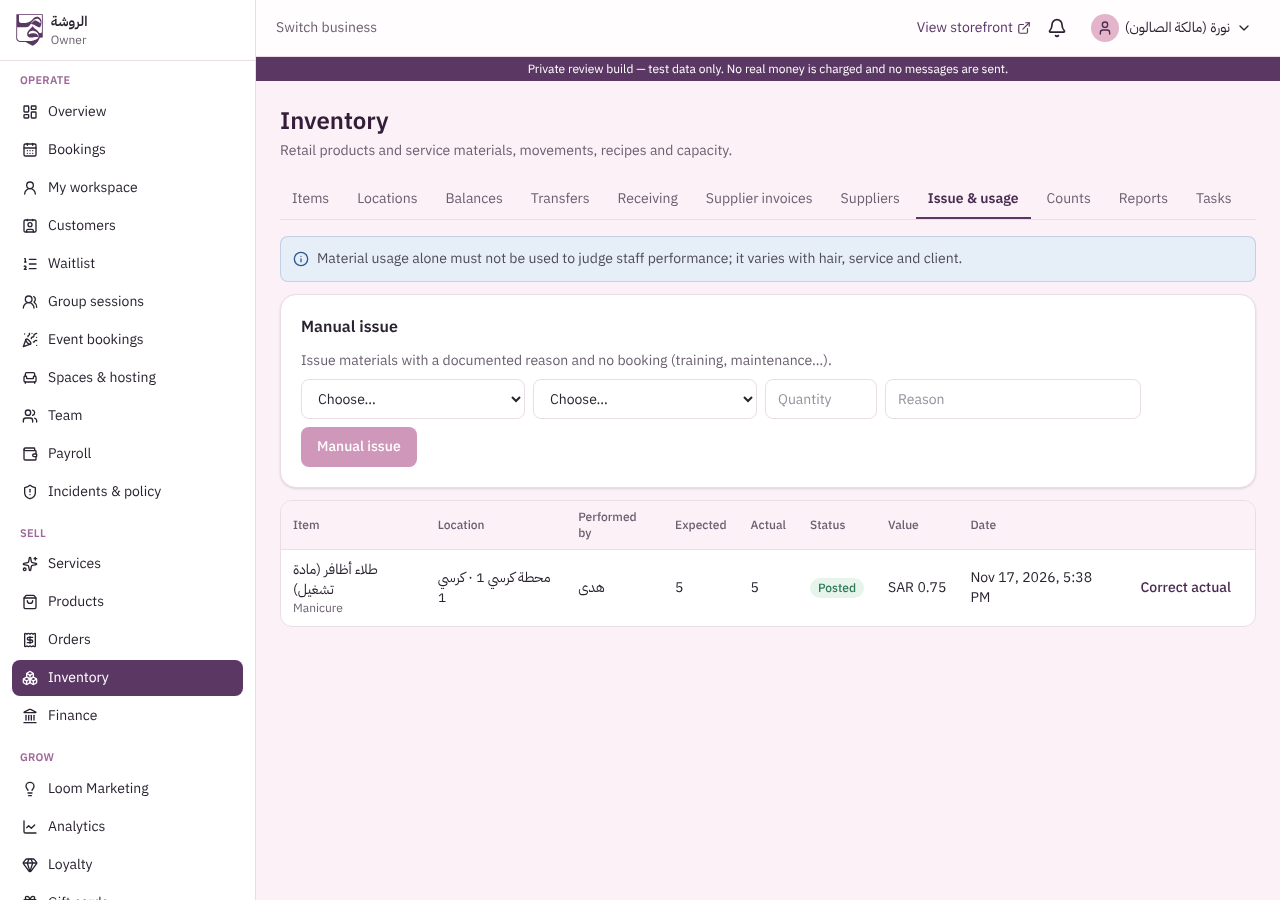 الروشة
Owner
Switch business
View storefront
نورة (مالكة الصالون)
Private review build — test data only. No real money is charged and no messages are sent.
OPERATE
Overview
Bookings
My workspace
Customers
Waitlist
Group sessions
Event bookings
Spaces & hosting
Team
Payroll
Incidents & policy
SELL
Services
Products
Orders
Inventory
Finance
GROW
Loom Marketing
Analytics
Loyalty
Inventory
Retail products and service materials, movements, recipes and capacity.
Items Locations Balances Transfers Receiving Supplier invoices Suppliers Issue & usage Counts Reports Tasks
Material usage alone must not be used to judge staff performance; it varies with hair, service and client.
Manual issue
Issue materials with a documented reason and no booking (training, maintenance...).
Choose... Choose... Quantity Reason
Manual issue
Item Location Performed by Expected Actual Status Value Date
طلاء أظافر (مادة تشغيل)
Manicure
محطة كرسي 1 · كرسي 1
هدى
5
5
Posted
SAR 0.75
Nov 17, 2026, 5:38 PM
Correct actual